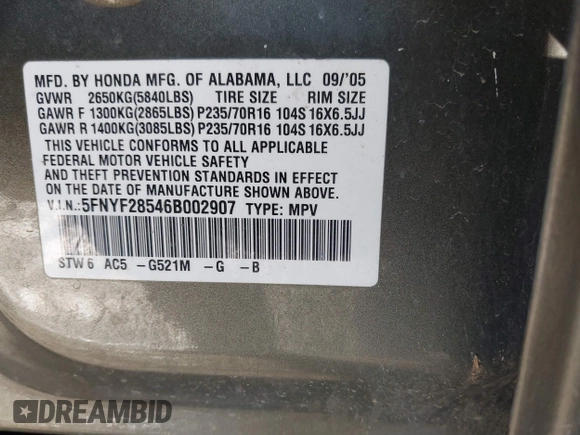 MFD. BY HONDA MFG. OF ALABAMA, LLC 09/'05
GVWR 2650KG(5840LBS) TIRE SIZE RIM SIZE
GAWR F 1300KG(2865LBS) P235/70R16 104S 16X6.5JJ
GAWR R 1400KG(3085LBS) P235/70R16 104S 16X6.5JJ
THIS VEHICLE CONFORMS TO ALL APPLICABLE
FEDERAL MOTOR VEHICLE SAFETY
AND THEFT PREVENTION STANDARDS IN EFFECT
ON THE DATE OF MANUFACTURE SHOWN ABOVE.
V.I.N.:5FNYF28546B002907 TYPE: MPV
STW6 AC5 -G521M -G -B
DREAMBID